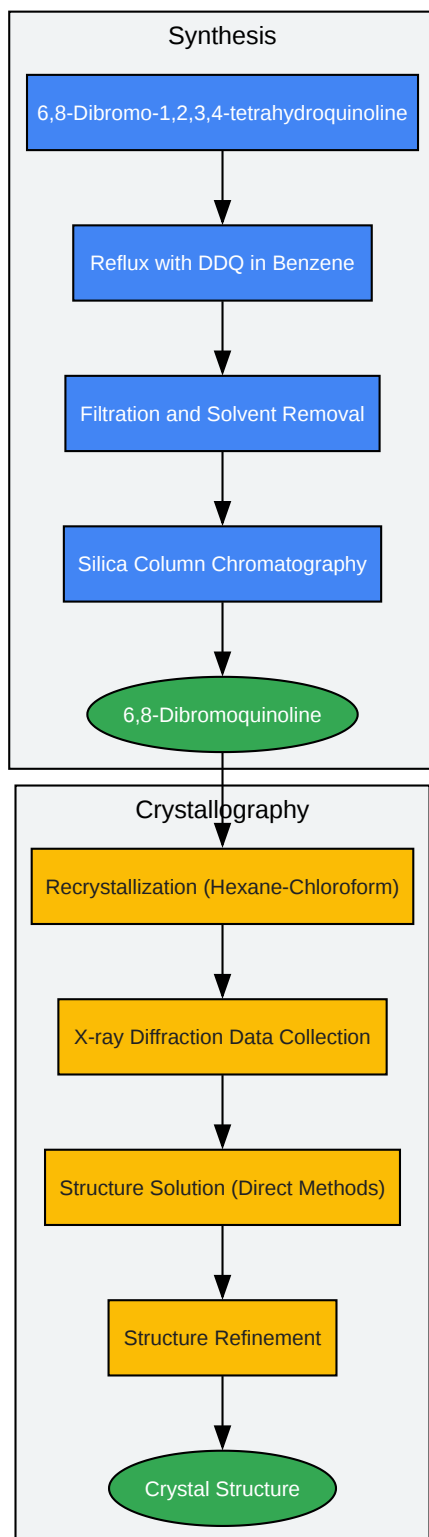 Synthesis
6,8-Dibromo-1,2,3,4-tetrahydroquinoline
Reflux with DDQ in Benzene
Filtration and Solvent Removal
Silica Column Chromatography
6,8-Dibromoquinoline
Crystallography
Recrystallization (Hexane-Chloroform)
X-ray Diffraction Data Collection
Structure Solution (Direct Methods)
Structure Refinement
Crystal Structure